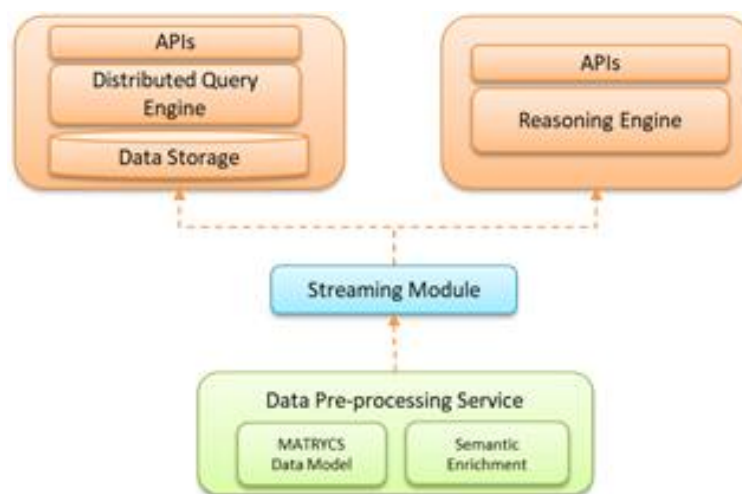 APIs
Distributed Query
Engine
Data Storage
APIs
Reasoning Engine
Streaming Module
Data Pre-processing Service
MATRYCS
Data Model
Semantic
Enrichment